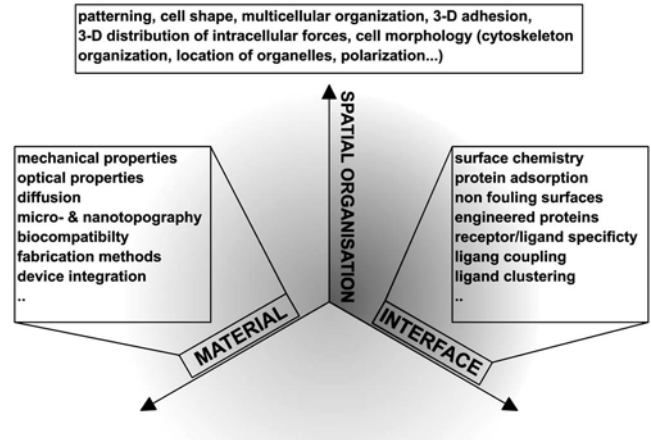 patterning, cell shape, multicellular organization, 3-D adhesion,
3-D distribution of intracellular forces, cell morphology (cytoskeleton
organization, location of organelles, polarization...)
SPATIAL ORGANISATION
mechanical properties
optical properties
diffusion
micro- & nanotopography
biocompatibilty
fabrication methods
device integration
..
surface chemistry
protein adsorption
non fouling surfaces
engineered proteins
receptor/ligand specificty
ligang coupling
ligand clustering
..
MATERIAL
INTERFACE